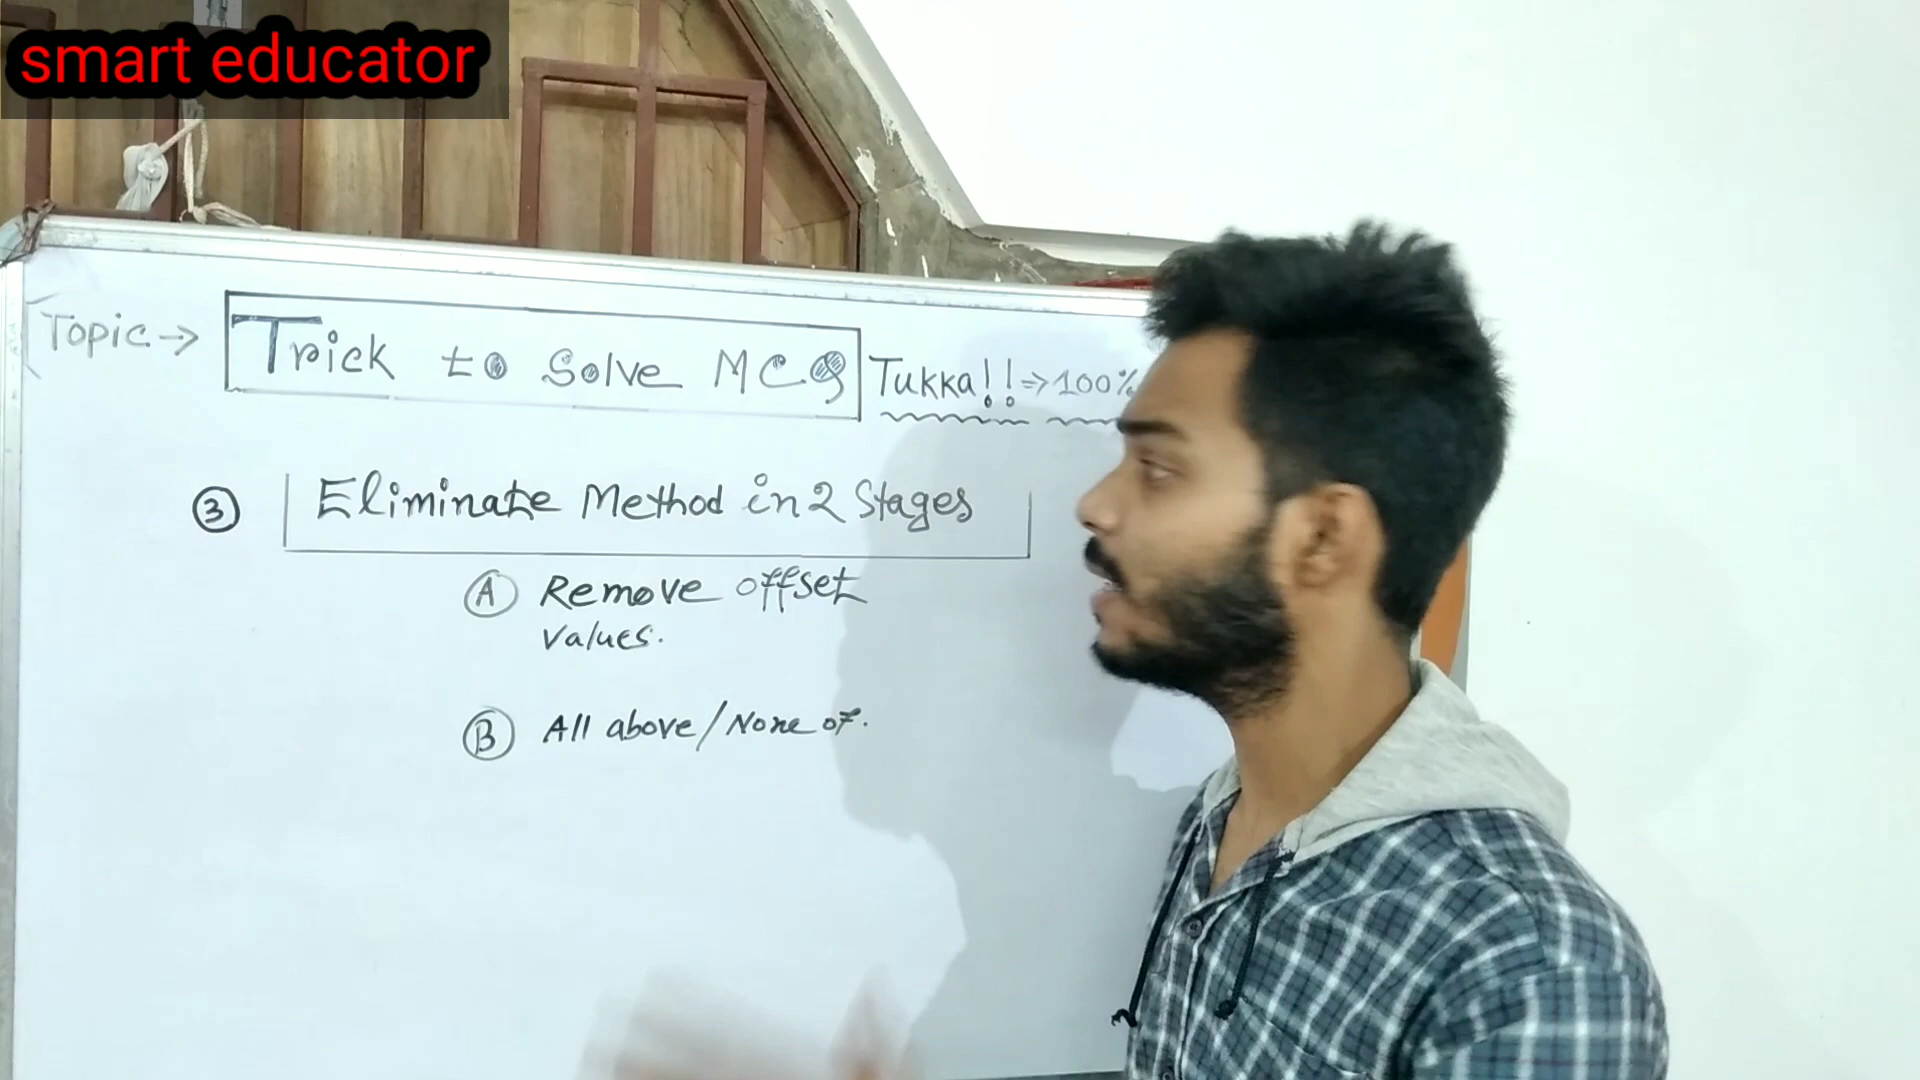 smart educator
Topic → Trick to Solve MCQ Tukka!! ⇒ 100%
③ Eliminate Method in 2 Stages
Ⓐ Remove offset
values.
Ⓑ All above/None of.